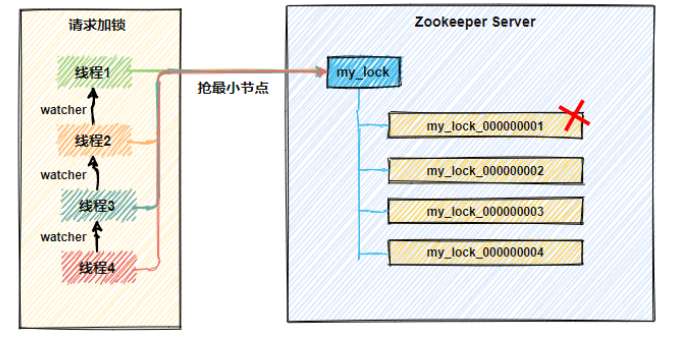 请求加锁
线程1
watcher
线程2
watcher
线程3
watcher
线程4
抢最小节点
Zookeeper Server
my_lock
my_lock_000000001
my_lock_000000002
my_lock_000000003
my_lock_000000004